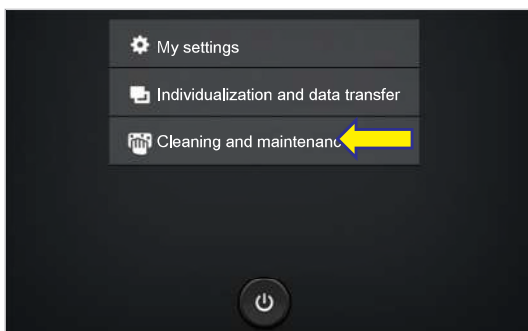 My settings
Individualization and data transfer
Cleaning and maintenanc